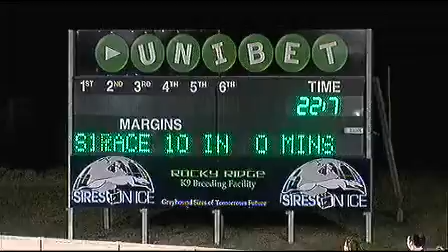 UNIBET
1ST 2ND 3RD 4TH 5TH 6TH TIME
22:7
MARGINS
RACE 10 IN 0 MINS
ROCKY RIDGE
K9 Breeding Facility
SIRES ON ICE
SIRES ON ICE
Greyhound Sires of Tomorrows Future